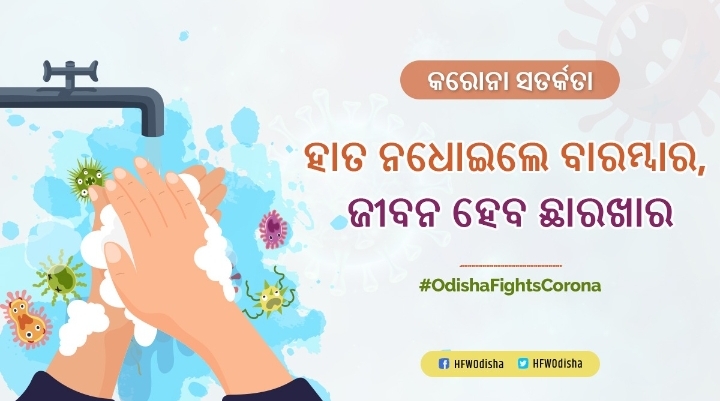 କରୋନା ସତର୍କତା
ହାତ ନଧୋଇଲେ ବାରମ୍ବାର,
ଜୀବନ ହେବ ଛାରଖାର
#OdishaFightsCorona
HFWOdisha HFWOdisha